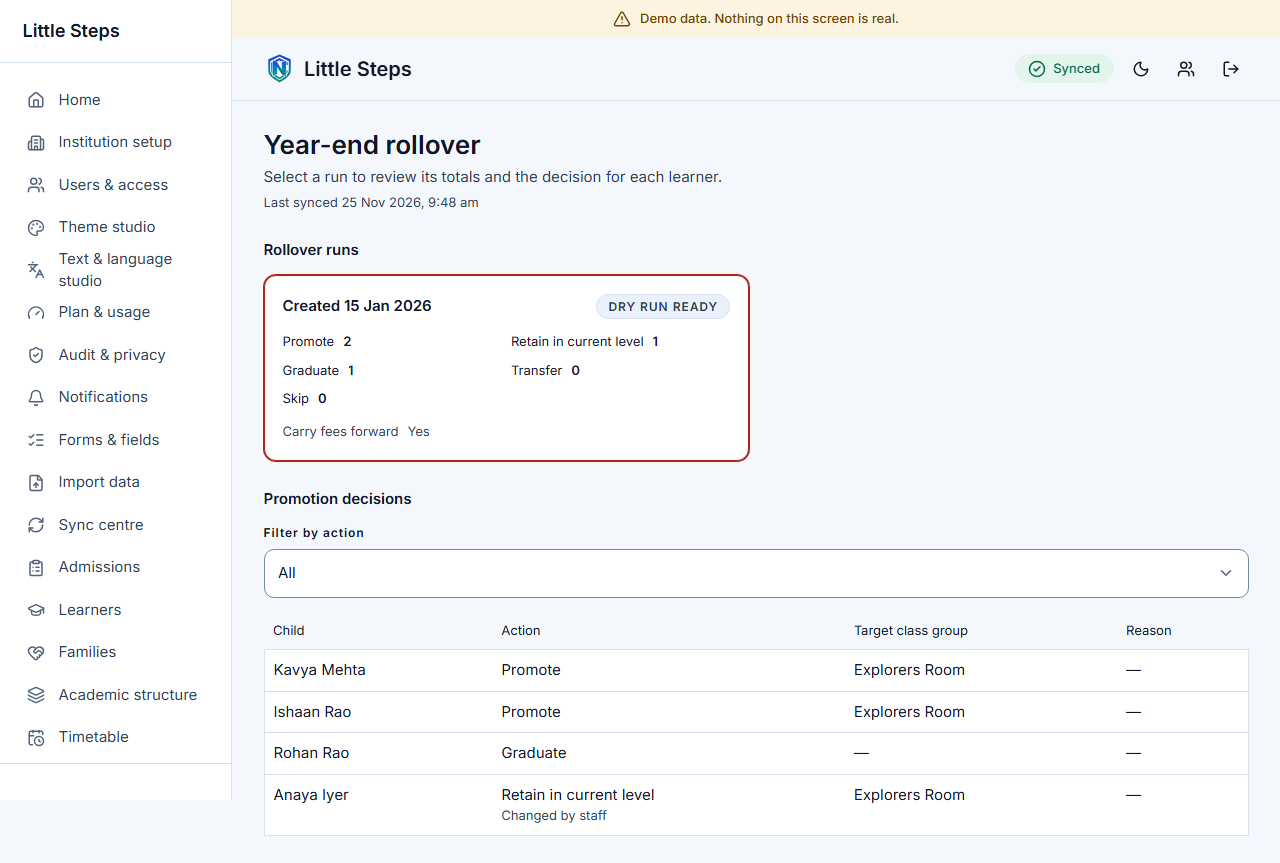 Little Steps
Home
Institution setup
Users & access
Theme studio
Text & language
studio
Plan & usage
Audit & privacy
Notifications
Forms & fields
Import data
Sync centre
Admissions
Learners
Families
Academic structure
Timetable
Demo data. Nothing on this screen is real.
Little Steps
Synced
Year-end rollover
Select a run to review its totals and the decision for each learner.
Last synced 25 Nov 2026, 9:48 am
Rollover runs
Created 15 Jan 2026 DRY RUN READY
Promote 2 Retain in current level 1
Graduate 1 Transfer 0
Skip 0
Carry fees forward Yes
Promotion decisions
Filter by action
All
Child Action Target class group Reason
Kavya Mehta Promote Explorers Room —
Ishaan Rao Promote Explorers Room —
Rohan Rao Graduate — —
Anaya Iyer Retain in current level Explorers Room —
Changed by staff